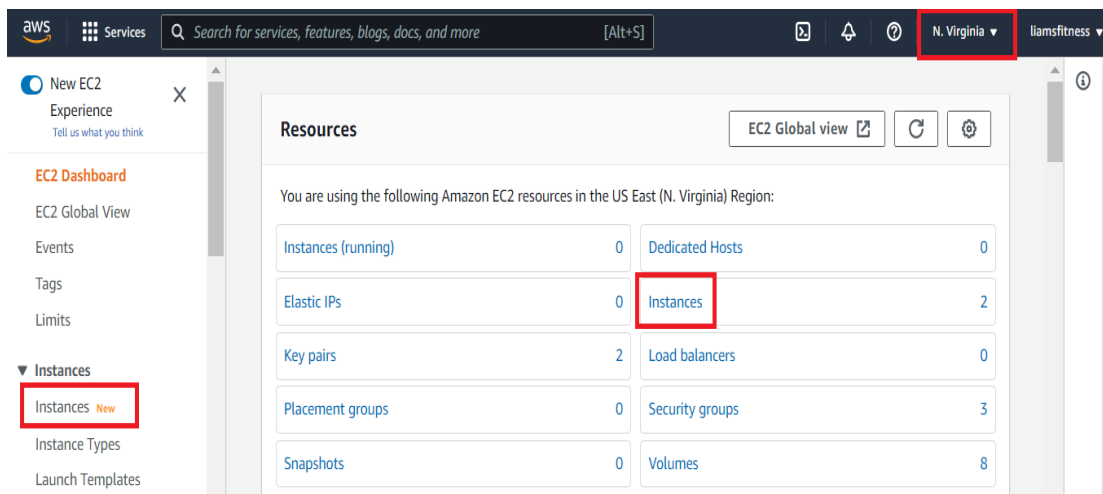 aws Services Search for services, features, blogs, docs, and more [Alt+S] N. Virginia ▼ liamsfitness ▼
New EC2
Experience
Tell us what you think
EC2 Dashboard
EC2 Global View
Events
Tags
Limits
▼ Instances
Instances New
Instance Types
Launch Templates
Resources
EC2 Global view
You are using the following Amazon EC2 resources in the US East (N. Virginia) Region:
Instances (running) 0
Dedicated Hosts 0
Elastic IPs 0
Instances 2
Key pairs 2
Load balancers 0
Placement groups 0
Security groups 3
Snapshots 0
Volumes 8